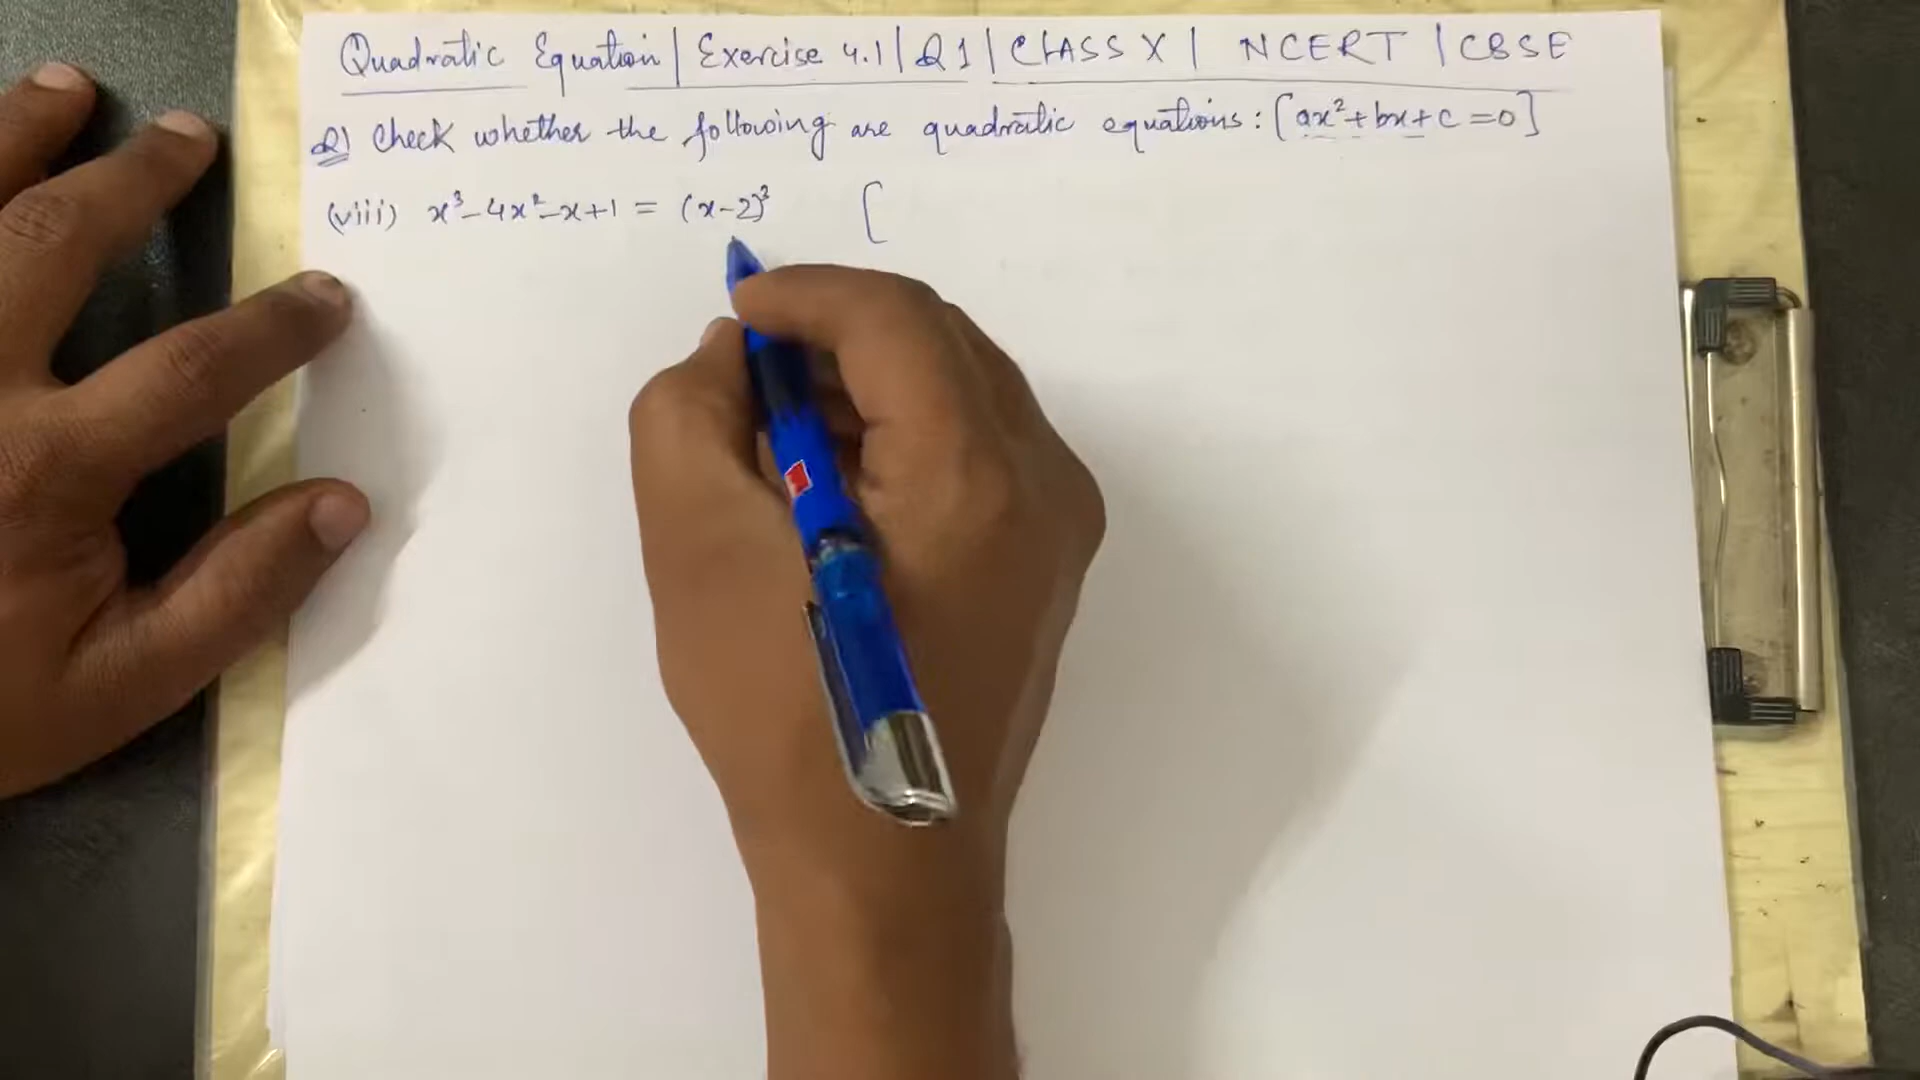 Quadratic Equation | Exercise 4.1 | Q1 | CLASS X | NCERT | CBSE
Q1 Check whether the following are quadratic equations: [ax²+bx+c=0]
(viii) x³-4x²-x+1 = (x-2)³ [